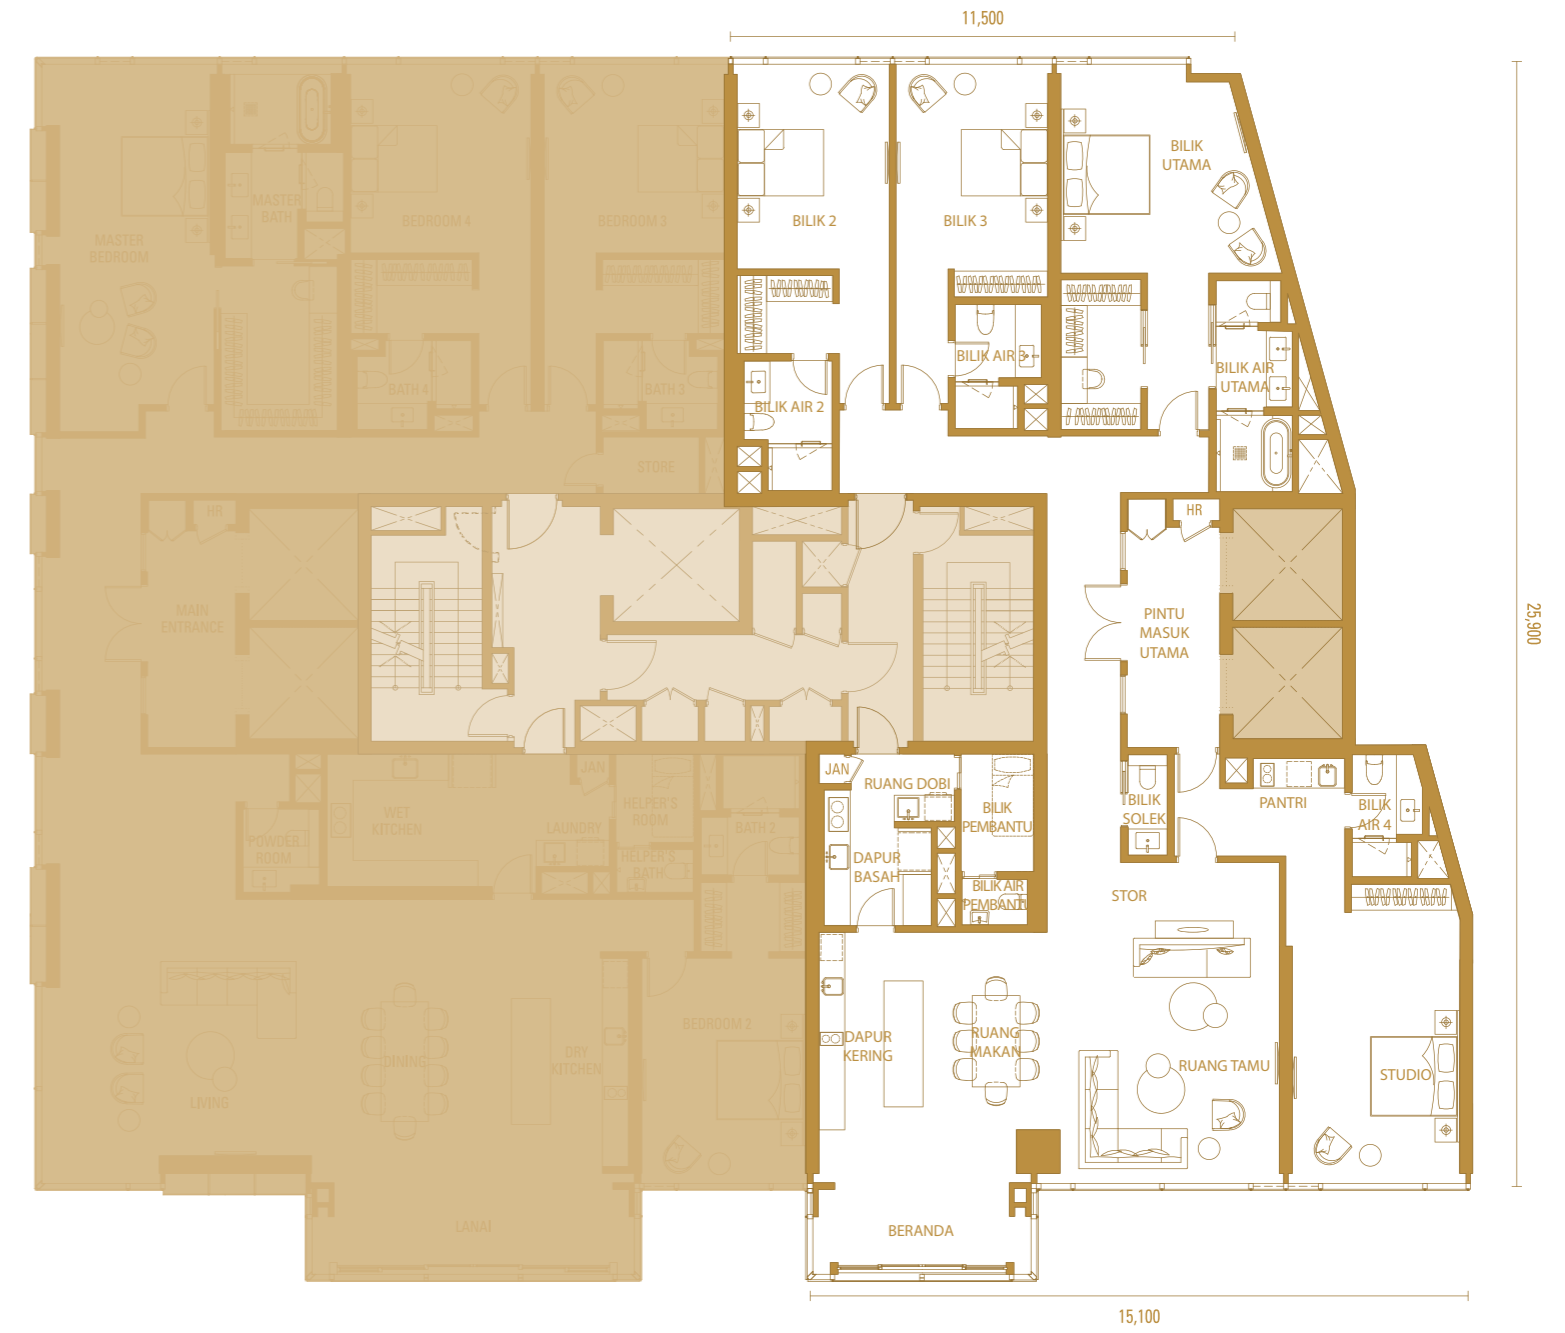 11,500
BILIK
UTAMA
MASTER
BATH
BEDROOM 4
BEDROOM 3
BILIK 2
BILIK 3
MASTER
BEDROOM
BATH 4
BATH 3
BILIK AIR 2
BILIK AIR 3
BILIK AIR
UTAMA
STORE
HR
HR
MAIN
ENTRANCE
PINTU
MASUK
UTAMA
25,900
JAN
WET
KITCHEN
LAUNDRY
HELPER'S
ROOM
HELPER'S
BATH
POWDER
ROOM
BATH 2
JAN
RUANG DOBI
BILIK
PEMBANTU
DAPUR
BASAH
BILIK AIR
PEMBANTU
BILIK
SOLEK
PANTRI
BILIK
AIR 4
STOR
BEDROOM 2
DINING
DRY
KITCHEN
LIVING
DAPUR
KERING
RUANG
MAKAN
RUANG TAMU
STUDIO
LANAI
BERANDA
15,100